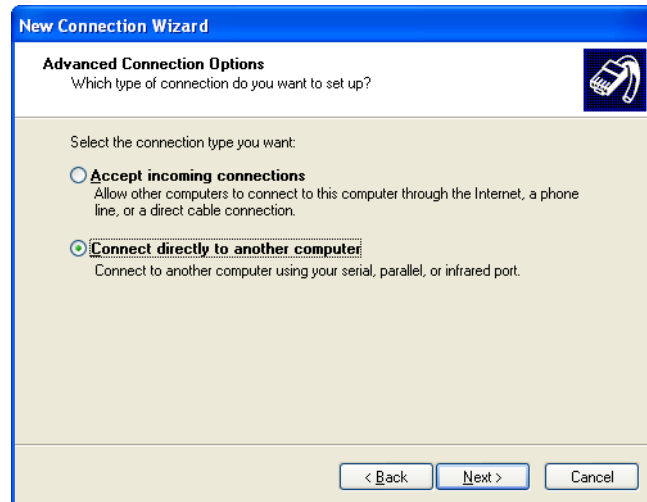 New Connection Wizard
Advanced Connection Options
Which type of connection do you want to set up?
Select the connection type you want:
Accept incoming connections
Allow other computers to connect to this computer through the Internet, a phone
line, or a direct cable connection.
Connect directly to another computer
Connect to another computer using your serial, parallel, or infrared port.
< Back
Next >
Cancel